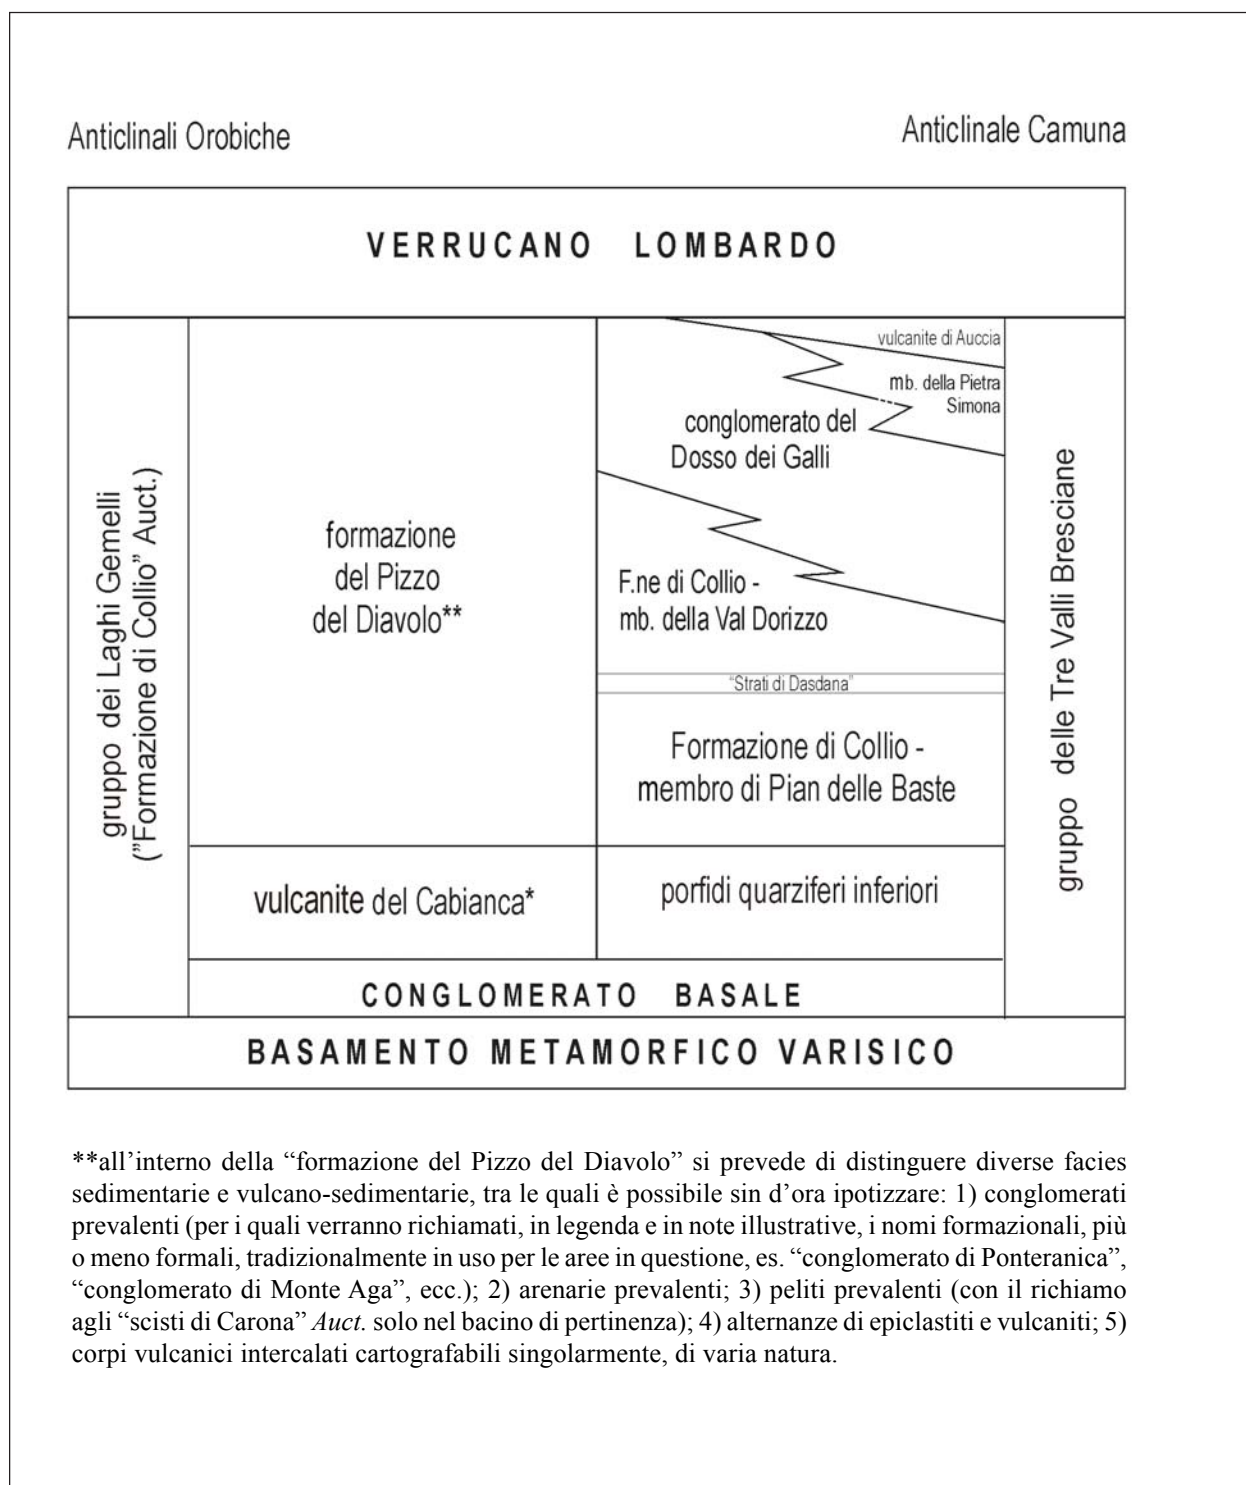 Anticlinali Orobiche
Anticlinale Camuna
VERRUCANO LOMBARDO
gruppo dei Laghi Gemelli
("Formazione di Collio" Auct.)
formazione
del Pizzo
del Diavolo**
vulcanite del Cabianca*
vulcanite di Auccia
mb. della Pietra
Simona
conglomerato del
Dosso dei Galli
F.ne di Collio -
mb. della Val Dorizzo
"Strati di Dasdana"
Formazione di Collio -
membro di Pian delle Baste
porfidi quarziferi inferiori
gruppo delle Tre Valli Bresciane
CONGLOMERATO BASALE
BASAMENTO METAMORFICO VARISICO
**all’interno della “formazione del Pizzo del Diavolo” si prevede di distinguere diverse facies
sedimentarie e vulcano-sedimentarie, tra le quali è possibile sin d’ora ipotizzare: 1) conglomerati
prevalenti (per i quali verranno richiamati, in legenda e in note illustrative, i nomi formazionali, più
o meno formali, tradizionalmente in uso per le aree in questione, es. “conglomerato di Ponteranica”,
“conglomerato di Monte Aga”, ecc.); 2) arenarie prevalenti; 3) peliti prevalenti (con il richiamo
agli “scisti di Carona” Auct. solo nel bacino di pertinenza); 4) alternanze di epiclastiti e vulcaniti; 5)
corpi vulcanici intercalati cartografabili singolarmente, di varia natura.